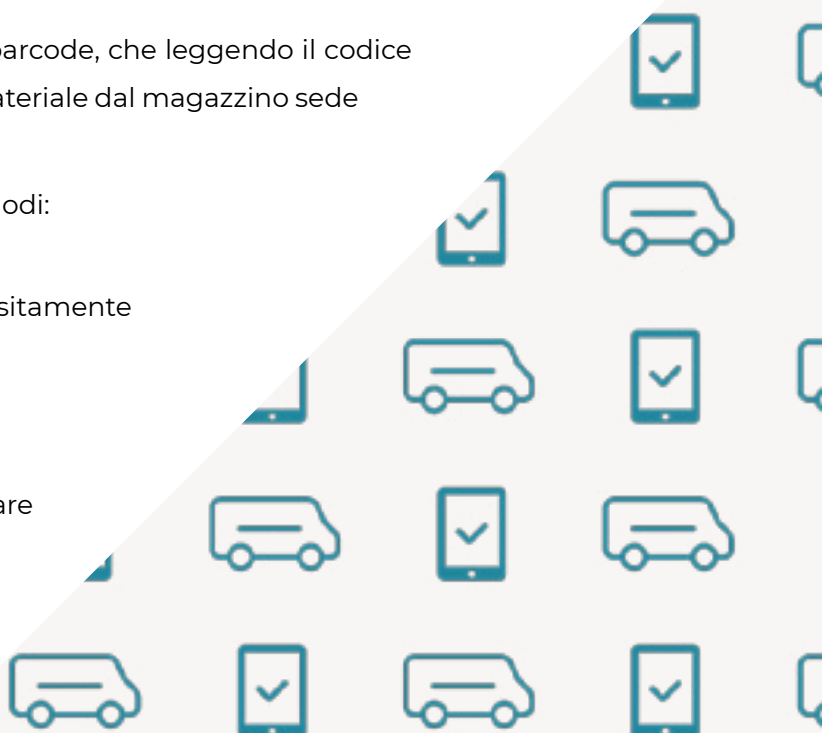 barcode, che leggendo il codice
ateriale dal magazzino sede
odi:
sitamente
are